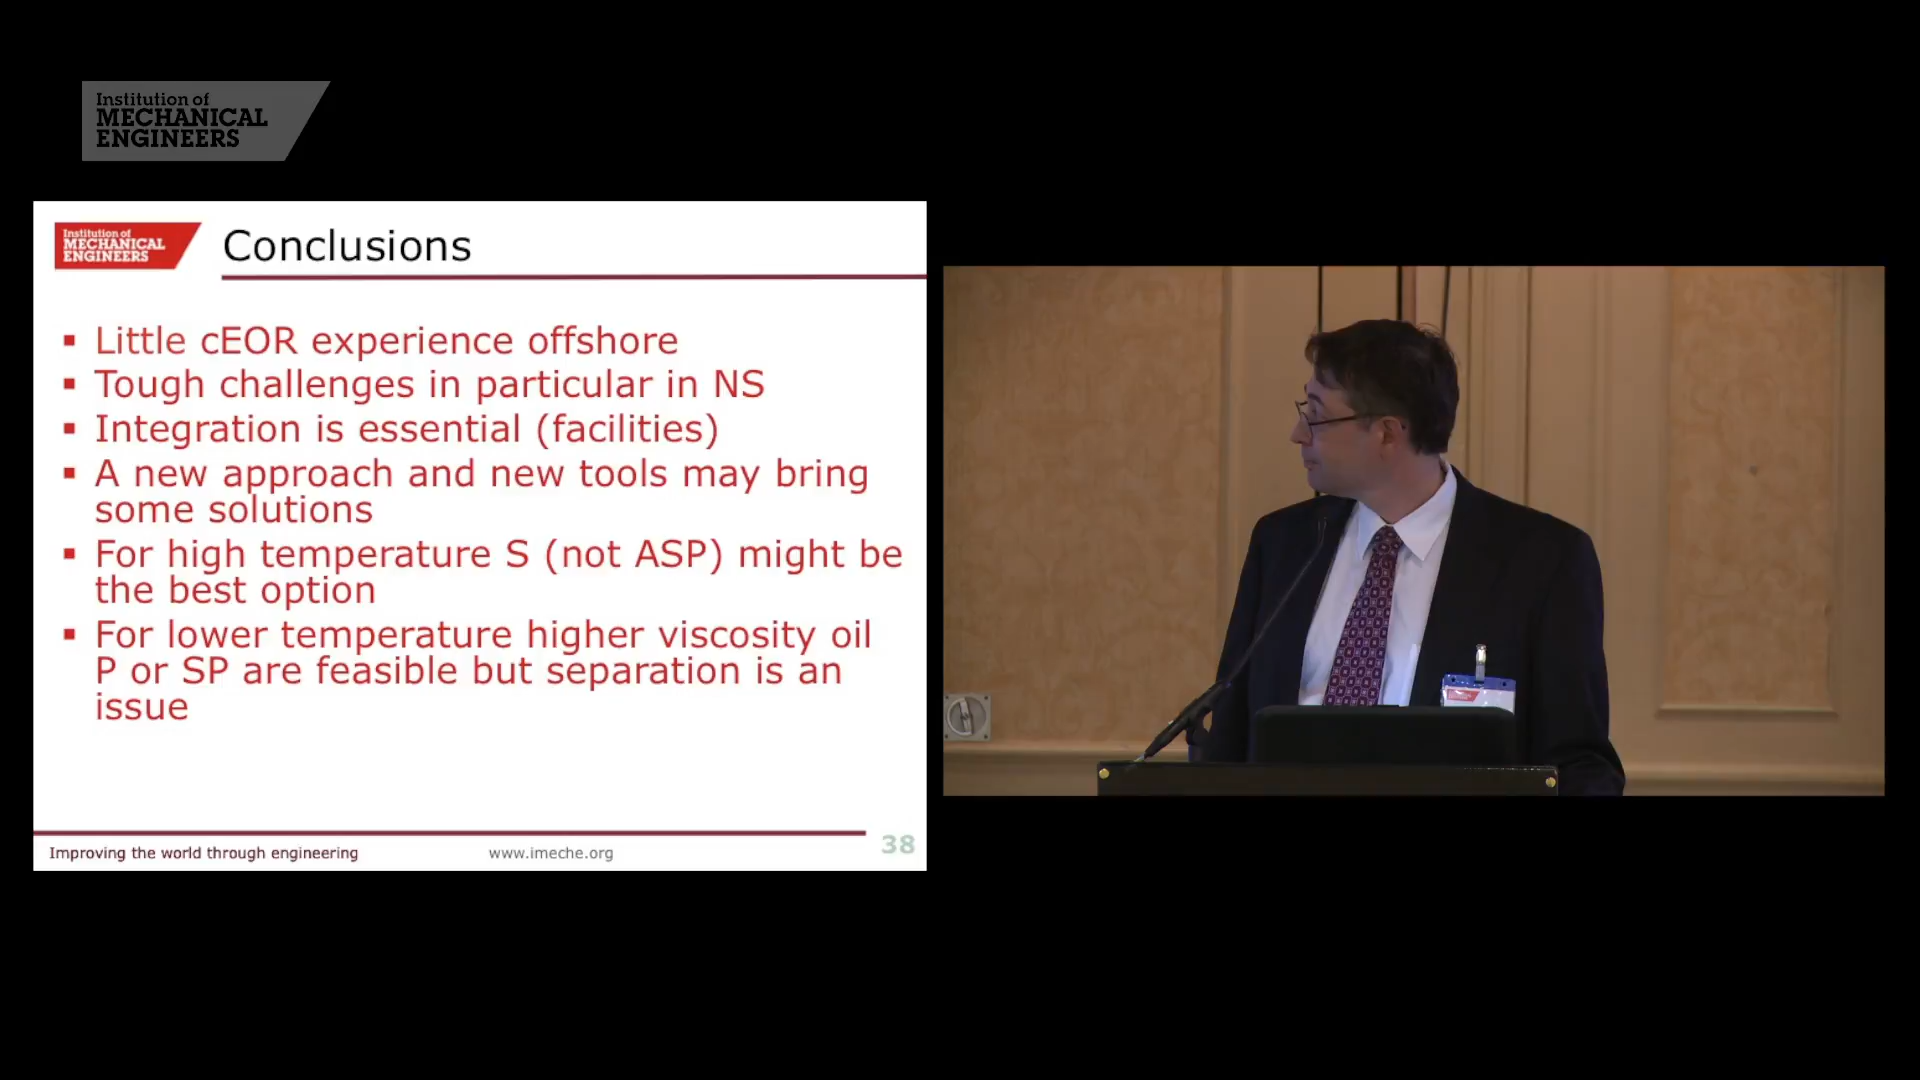 Institution of
MECHANICAL
ENGINEERS
Institution of
MECHANICAL
ENGINEERS
Conclusions
Little cEOR experience offshore
Tough challenges in particular in NS
Integration is essential (facilities)
A new approach and new tools may bring
some solutions
For high temperature S (not ASP) might be
the best option
For lower temperature higher viscosity oil
P or SP are feasible but separation is an
issue
Improving the world through engineering
www.imeche.org
38